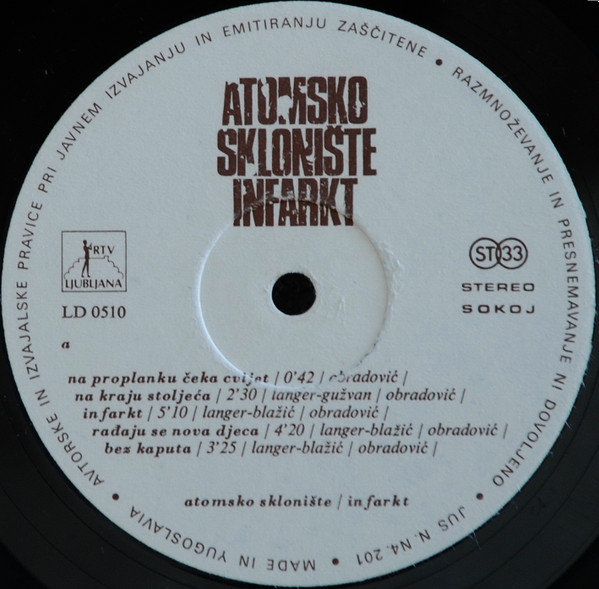 AVTORSKE IN IZVAJALSKE PRAVICE PRI JAVNEM IZVAJANJU IN EMITIRANJU ZAŠČITENE • RAZMNOŽEVANJE IN PRESNEMAVANJE NI DOVOLJENO • JUS N.N4.201 • MADE IN YUGOSLAVIA •
ATOMSKO
SKLONIŠTE
INFARKT
RTV
LJUBLJANA
LD 0510
ST 33
STEREO
SOKOJ
a
na proplanku čeka cvijet | 0'42 | obradović |
na kraju stoljeća | 2'30 | langer-gužvan | obradović |
infarkt | 5'10 | langer-blažić | obradović |
rađaju se nova djeca | 4'20 | langer-blažić | obradović |
bez kaputa | 3'25 | langer-blažić | obradović |
atomsko sklonište | infarkt